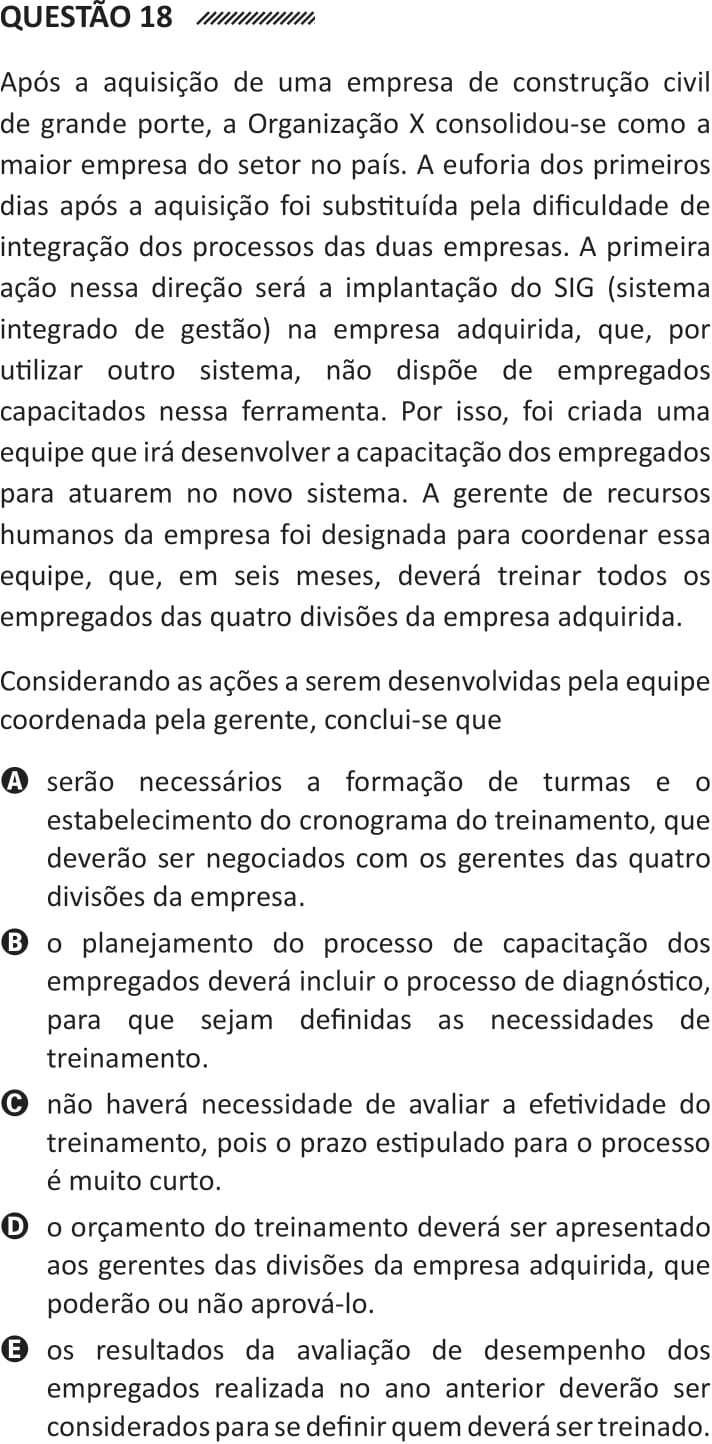 QUESTÃO 18
Após a aquisição de uma empresa de construção civil
de grande porte, a Organização X consolidou-se como a
maior empresa do setor no país. A euforia dos primeiros
dias após a aquisição foi substituída pela dificuldade de
integração dos processos das duas empresas. A primeira
ação nessa direção será a implantação do SIG (sistema
integrado de gestão) na empresa adquirida, que, por
utilizar outro sistema, não dispõe de empregados
capacitados nessa ferramenta. Por isso, foi criada uma
equipe que irá desenvolver a capacitação dos empregados
para atuarem no novo sistema. A gerente de recursos
humanos da empresa foi designada para coordenar essa
equipe, que, em seis meses, deverá treinar todos os
empregados das quatro divisões da empresa adquirida.
Considerando as ações a serem desenvolvidas pela equipe
coordenada pela gerente, conclui-se que
A serão necessários a formação de turmas e o
estabelecimento do cronograma do treinamento, que
deverão ser negociados com os gerentes das quatro
divisões da empresa.
B o planejamento do processo de capacitação dos
empregados deverá incluir o processo de diagnóstico,
para que sejam definidas as necessidades de
treinamento.
C não haverá necessidade de avaliar a efetividade do
treinamento, pois o prazo estipulado para o processo
é muito curto.
D o orçamento do treinamento deverá ser apresentado
aos gerentes das divisões da empresa adquirida, que
poderão ou não aprová-lo.
E os resultados da avaliação de desempenho dos
empregados realizada no ano anterior deverão ser
considerados para se definir quem deverá ser treinado.